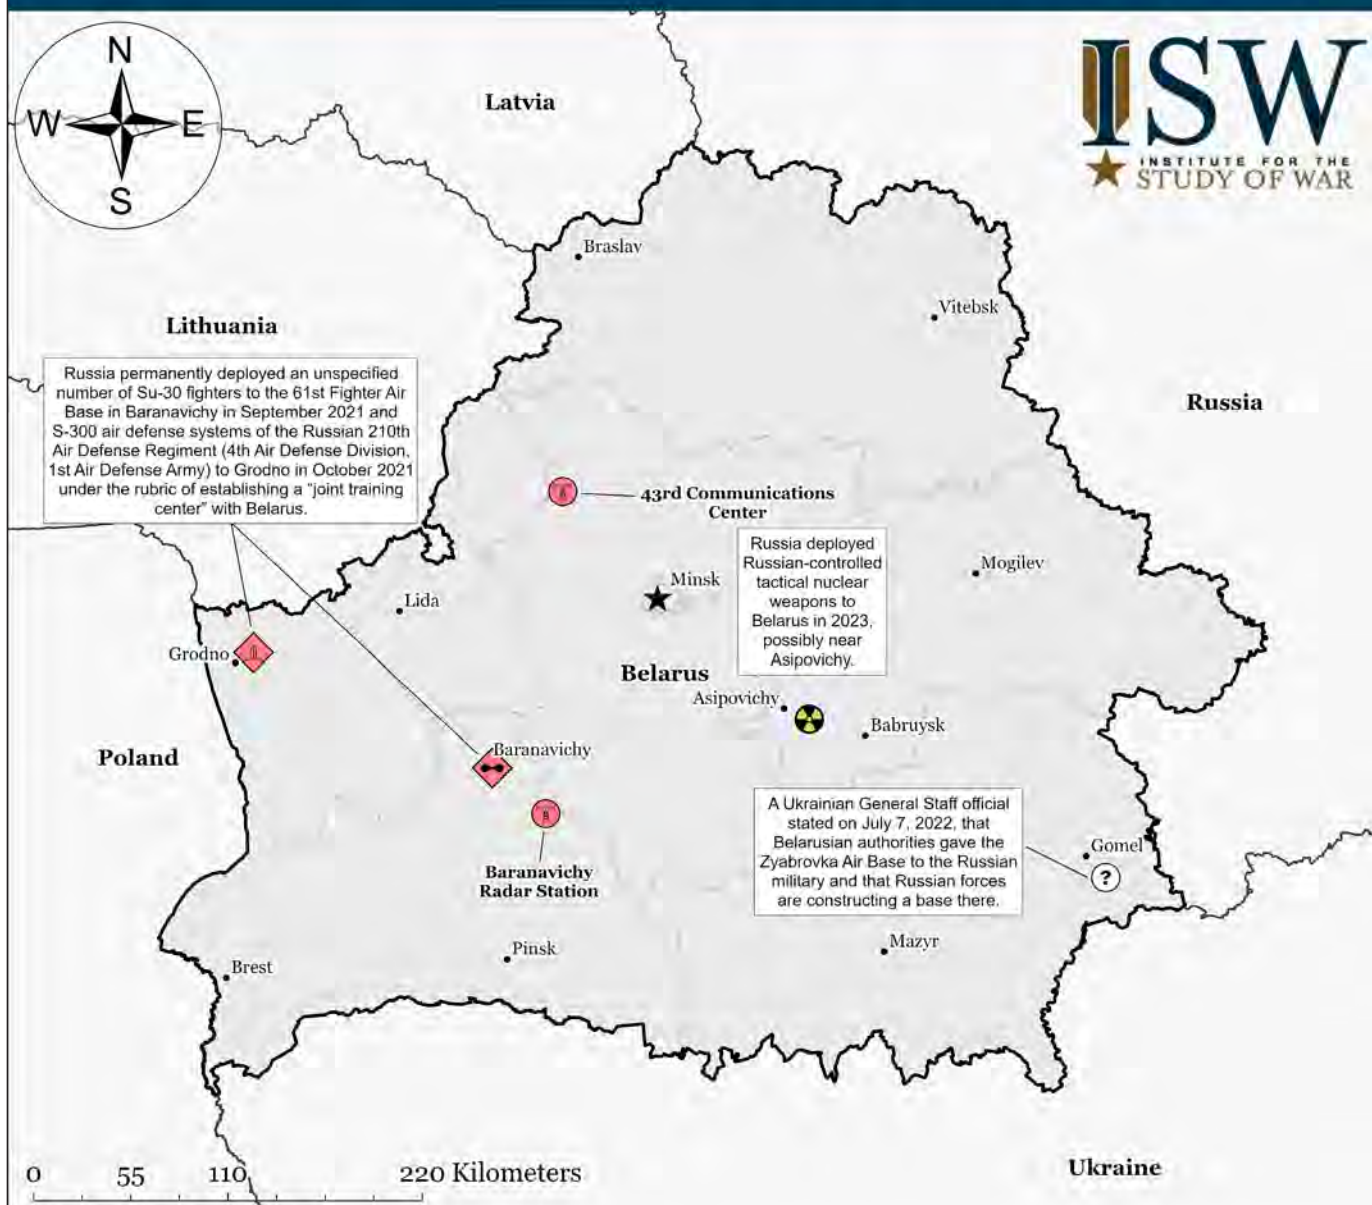 N
W
E
S
ISW
INSTITUTE FOR THE
STUDY OF WAR
Latvia
Braslav
Vitebsk
Lithuania
Russia permanently deployed an unspecified
number of Su-30 fighters to the 61st Fighter Air
Base in Baranavichy in September 2021 and
S-300 air defense systems of the Russian 210th
Air Defense Regiment (4th Air Defense Division,
1st Air Defense Army) to Grodno in October 2021
under the rubric of establishing a "joint training
center" with Belarus.
Russia
43rd Communications
Center
Russia deployed
Russian-controlled
tactical nuclear
weapons to
Belarus in 2023,
possibly near
Asipovichy.
Minsk
Mogilev
Lida
Grodno
Belarus
Asipovichy
Babruysk
Poland
Baranavichy
Baranavichy
Radar Station
A Ukrainian General Staff official
stated on July 7, 2022, that
Belarusian authorities gave the
Zyabrovka Air Base to the Russian
military and that Russian forces
are constructing a base there.
Gomel
?
Mazyr
Pinsk
Brest
Ukraine
0 55 110 220 Kilometers